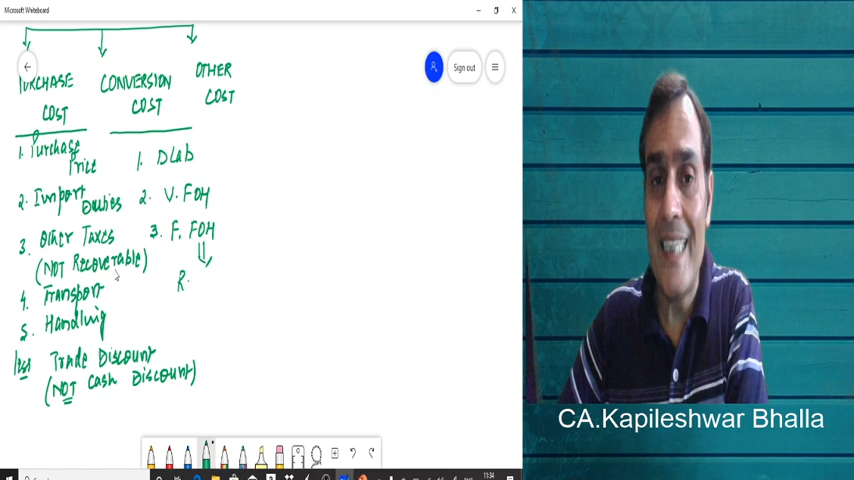 Microsoft Whiteboard
Sign out
PURCHASE
COST
CONVERSION
COST
OTHER
COST
1. Purchase
Price
2. Import
Duties
3. Other Taxes
(NOT Recoverable)
4. Transport
5. Handling
less Trade Discount
(NOT Cash Discount)
1. DLab
2. V. FOH
3. F. FOH
R.
CA.Kapileshwar Bhalla
11:34